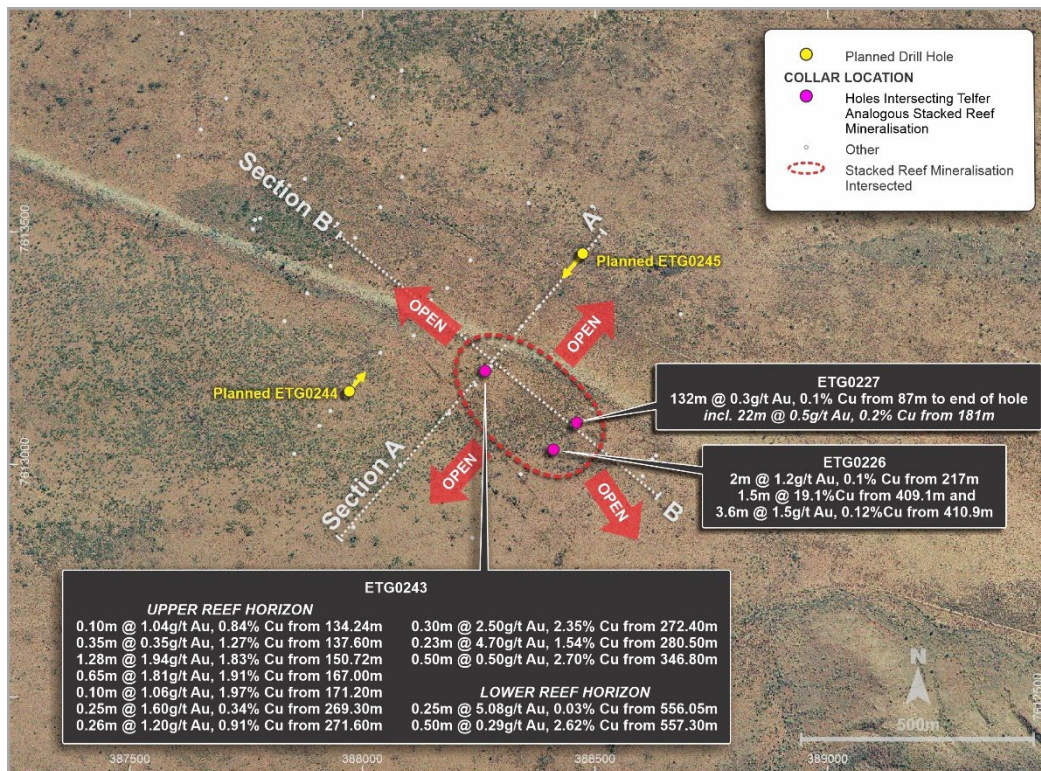 Planned Drill Hole
COLLAR LOCATION
Holes Intersecting Telfer
Analogous Stacked Reef
Mineralisation
Other
Stacked Reef Mineralisation
Intersected
7613500
Section B'
A'
Planned ETG0245
OPEN
OPEN
Planned ETG0244
ETG0227
132m @ 0.3g/t Au, 0.1% Cu from 87m to end of hole
incl. 22m @ 0.5g/t Au, 0.2% Cu from 181m
7613000
Section A
OPEN
OPEN
B
ETG0226
2m @ 1.2g/t Au, 0.1% Cu from 217m
1.5m @ 19.1%Cu from 409.1m and
3.6m @ 1.5g/t Au, 0.12%Cu from 410.9m
ETG0243
UPPER REEF HORIZON
0.10m @ 1.04g/t Au, 0.84% Cu from 134.24m
0.35m @ 0.35g/t Au, 1.27% Cu from 137.60m
1.28m @ 1.94g/t Au, 1.83% Cu from 150.72m
0.65m @ 1.81g/t Au, 1.91% Cu from 167.00m
0.10m @ 1.06g/t Au, 1.97% Cu from 171.20m
0.25m @ 1.60g/t Au, 0.34% Cu from 269.30m
0.26m @ 1.20g/t Au, 0.91% Cu from 271.60m
0.30m @ 2.50g/t Au, 2.35% Cu from 272.40m
0.23m @ 4.70g/t Au, 1.54% Cu from 280.50m
0.50m @ 0.50g/t Au, 2.70% Cu from 346.80m
LOWER REEF HORIZON
0.25m @ 5.08g/t Au, 0.03% Cu from 556.05m
0.50m @ 0.29g/t Au, 2.62% Cu from 557.30m
N
500m
387500
388000
388500
389000